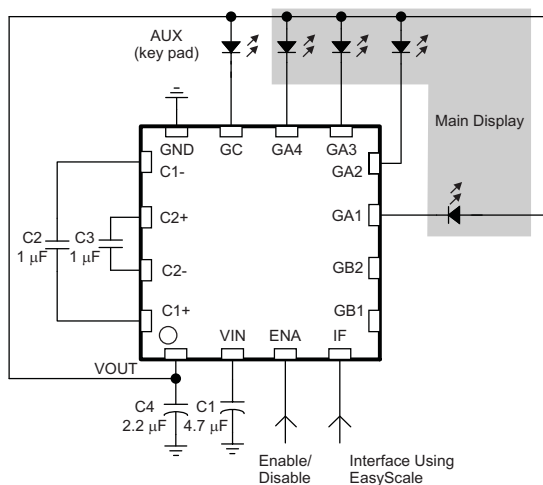 AUX
(key pad)
Main Display
GND
GC
GA4
GA3
C1-
GA2
C2+
GA1
C2
1 μF
C3
1 μF
C2-
GB2
C1+
GB1
VIN
ENA
IF
VOUT
C4
2.2 μF
C1
4.7 μF
Enable/
Disable
Interface Using
EasyScale